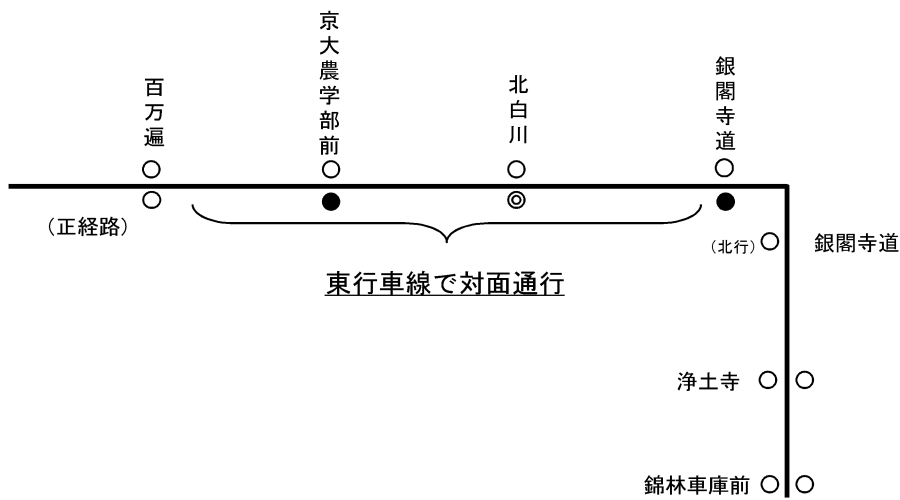 百万遍
京大農学部前
北白川
銀閣寺道
（正経路）
（北行）
銀閣寺道
東行車線で対面通行
浄土寺
錦林車庫前